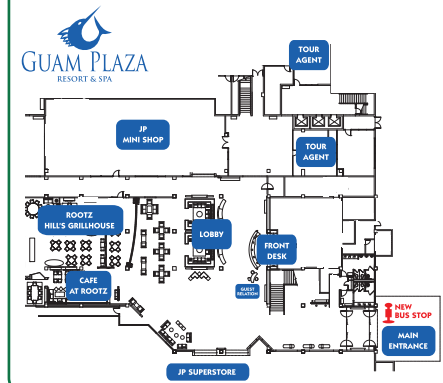 GUAM PLAZA
RESORT & SPA
TOUR
AGENT
JP
MINI SHOP
TOUR
AGENT
ROOTZ
HILL'S GRILLHOUSE
LOBBY
FRONT
DESK
CAFE
AT ROOTZ
GUEST
RELATION
NEW
BUS STOP
MAIN
ENTRANCE
JP SUPERSTORE